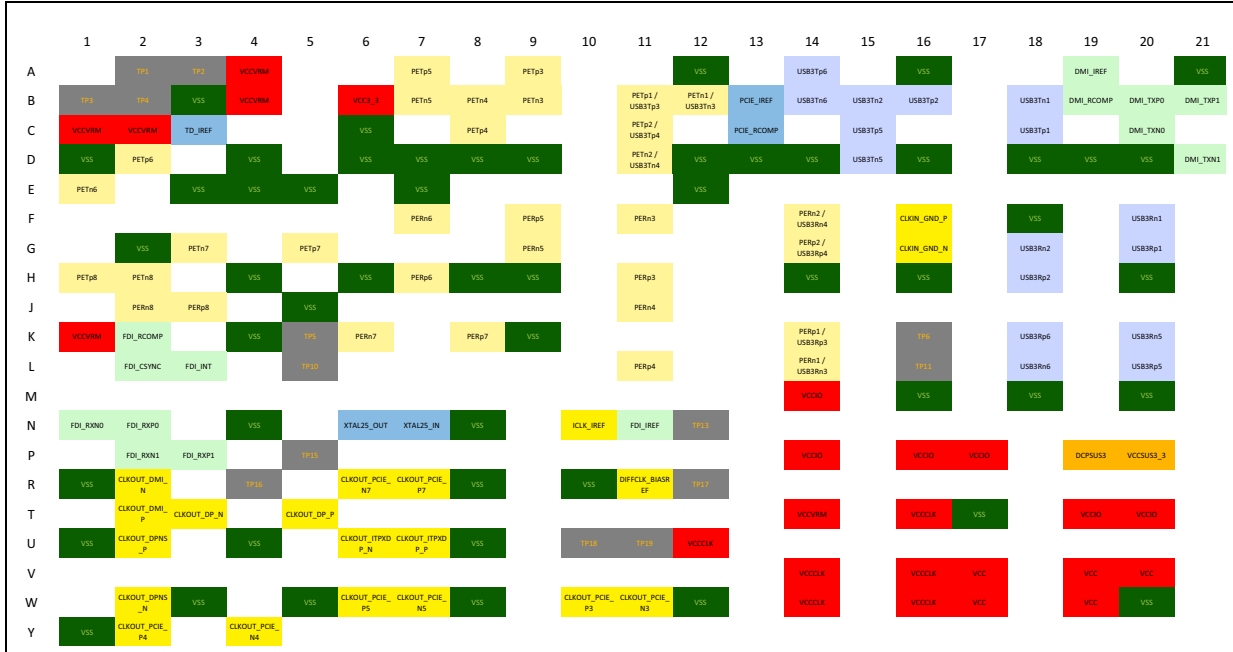 1 2 3 4 5 6 7 8 9 10 11 12 13 14 15 16 17 18 19 20 21
A TP1 TP2 VCCVRM PETp5 PETp3 VSS USB3Tp6 VSS DMI_IREF VSS
B TP3 TP4 VSS VCCVRM VCC3_3 PETn5 PETn4 PETn3 PETp1 / USB3Tp3 PETn1 / USB3Tn3 PCIE_IREF USB3Tn6 USB3Tn2 USB3Tp2 USB3Tn1 DMI_RCOMP DMI_TXP0 DMI_TXP1
C VCCVRM VCCVRM TD_IREF VSS PETp4 PETp2 / USB3Tp4 PCIE_RCOMP USB3Tp5 USB3Tp1 DMI_TXN0
D VSS PETp6 VSS VSS VSS VSS VSS PETn2 / USB3Tn4 VSS VSS VSS USB3Tn5 VSS VSS VSS VSS DMI_TXN1
E PETn6 VSS VSS VSS VSS VSS
F PERn6 PERp5 PERn3 PERn2 / USB3Rn4 CLKIN_GND_P VSS USB3Rn1
G VSS PETn7 PETp7 PERn5 PERp2 / USB3Rp4 CLKIN_GND_N USB3Rn2 USB3Rp1
H PETp8 PETn8 VSS VSS PERp6 VSS VSS PERp3 VSS VSS USB3Rp2 VSS
J PERn8 PERp8 VSS PERn4
K VCCVRM FDI_RCOMP VSS TP5 PERn7 PERp7 VSS PERp1 / USB3Rp3 TP6 USB3Rp6 USB3Rn5
L FDI_CSYNC FDI_INT TP10 PERp4 PERn1 / USB3Rn3 TP11 USB3Rn6 USB3Rp5
M VCCIO VSS VSS VSS
N FDI_RXN0 FDI_RXP0 VSS XTAL25_OUT XTAL25_IN VSS ICLK_IREF FDI_IREF TP13
P FDI_RXN1 FDI_RXP1 TP15 VCCIO VCCIO VCCIO DCPSUS3 VCCSUS3_3
R VSS CLKOUT_DMI_N TP16 CLKOUT_PCIE_N7 CLKOUT_PCIE_P7 VSS VSS DIFFCLK_BIASREF TP17
T CLKOUT_DMI_P CLKOUT_DP_N CLKOUT_DP_P VCCVRM VCCCLK VSS VCCIO VCCIO
U VSS CLKOUT_DPNS_P VSS CLKOUT_ITPXDP_N CLKOUT_ITPXDP_P VSS TP18 TP19 VCCCLK
V VCCCLK VCCCLK VCC VCC VCC
W CLKOUT_DPNS_N VSS VSS CLKOUT_PCIE_P5 CLKOUT_PCIE_N5 VSS CLKOUT_PCIE_P3 CLKOUT_PCIE_N3 VSS VCCCLK VCCCLK VCC VCC VSS
Y VSS CLKOUT_PCIE_P4 CLKOUT_PCIE_N4